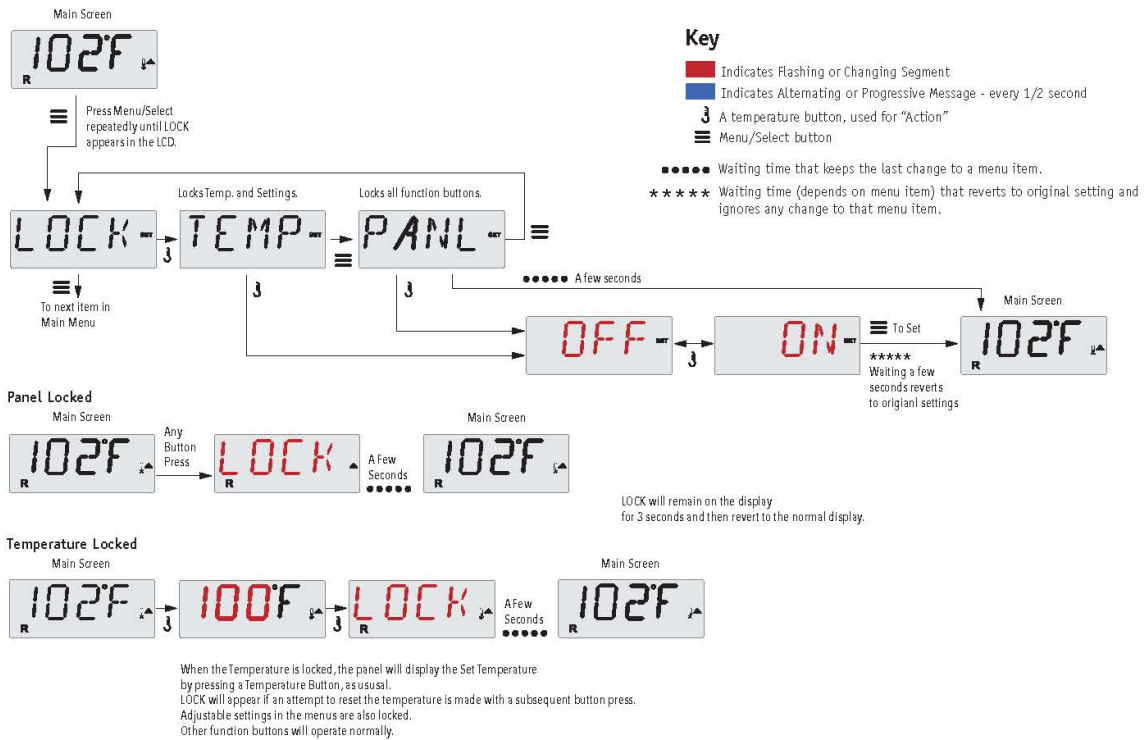 Main Screen
102°F
R
Key
Indicates Flashing or Changing Segment
Indicates Alternating or Progressive Message - every 1/2 second
A temperature button, used for "Action"
Menu/Select button
Waiting time that keeps the last change to a menu item.
***** Waiting time (depends on menu item) that reverts to original setting and
ignores any change to that menu item.
Press Menu/Select
repeatedly until LOCK
appears in the LCD.
Locks Temp. and Settings.
Locks all function buttons.
LOCK SET
TEMP SET
PANL SET
To next item in
Main Menu
A few seconds
OFF SET
ON SET
To Set
*****
Waiting a few
seconds reverts
to origianl settings
Main Screen
102°F
R
Panel Locked
Main Screen
102°F
R
Any
Button
Press
LOCK
R
A Few
Seconds
Main Screen
102°F
R
LOCK will remain on the display
for 3 seconds and then revert to the normal display.
Temperature Locked
Main Screen
102°F
R
100°F
LOCK
R
A Few
Seconds
Main Screen
102°F
R
When the Temperature is locked, the panel will display the Set Temperature
by pressing a Temperature Button, as ususal.
LOCK will appear if an attempt to reset the temperature is made with a subsequent button press.
Adjustable settings in the menus are also locked.
Other function buttons will operate normally.